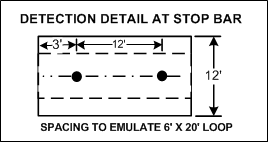 DETECTION DETAIL AT STOP BAR
3' 12'
12'
SPACING TO EMULATE 6' X 20' LOOP